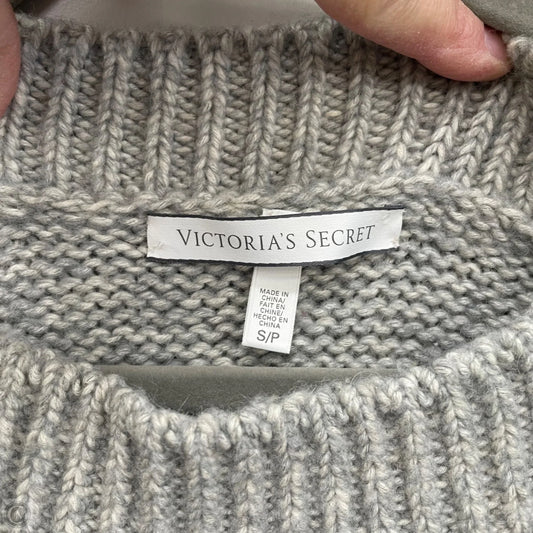 VICTORIA'S SECRET
MADE IN
CHINA/
FAIT EN
CHINE/
HECHO EN
CHINA
S/P